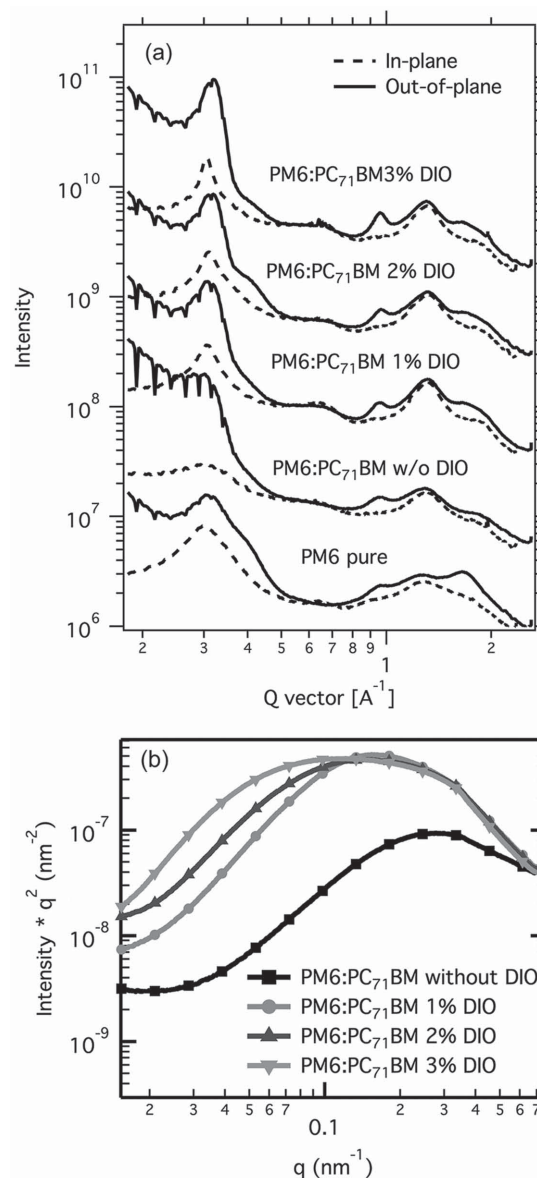 (a)
In-plane
Out-of-plane
10^11
10^10
10^9
10^8
10^7
10^6
Intensity
PM6:PC₇₁BM3% DIO
PM6:PC₇₁BM 2% DIO
PM6:PC₇₁BM 1% DIO
PM6:PC₇₁BM w/o DIO
PM6 pure
2 3 4 5 6 7 8 9 1 2
Q vector [A⁻¹]
(b)
10⁻⁷
10⁻⁸
10⁻⁹
Intensity * q² (nm⁻²)
PM6:PC₇₁BM without DIO
PM6:PC₇₁BM 1% DIO
PM6:PC₇₁BM 2% DIO
PM6:PC₇₁BM 3% DIO
2 3 4 5 6 7 0.1 2 3 4 5 6 7
q (nm⁻¹)